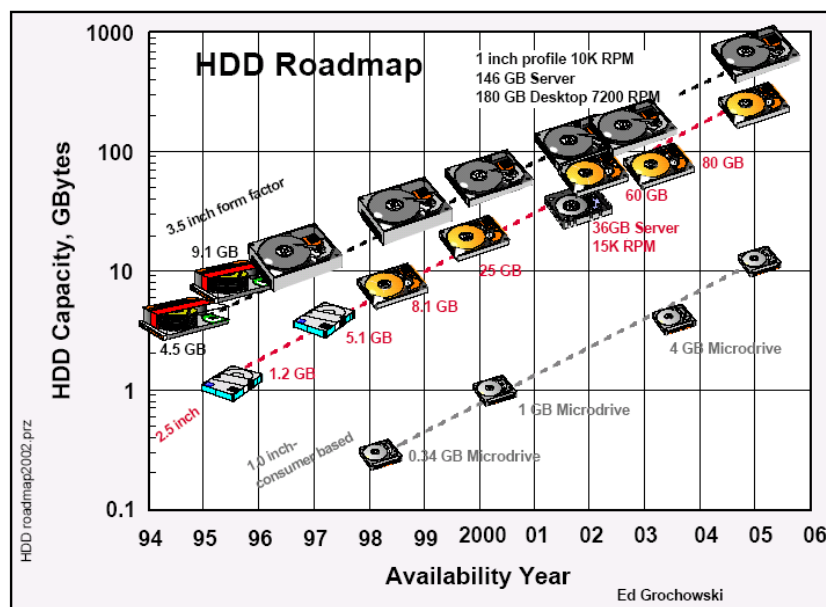 HDD Roadmap
1 inch profile 10K RPM
146 GB Server
180 GB Desktop 7200 RPM
HDD Capacity, GBytes
1000
100
10
1
0.1
3.5 inch form factor
9.1 GB
4.5 GB
80 GB
60 GB
36GB Server
15K RPM
25 GB
8.1 GB
5.1 GB
1.2 GB
2.5 inch
4 GB Microdrive
1 GB Microdrive
0.34 GB Microdrive
1.0 inch-
consumer based
94 95 96 97 98 99 2000 01 02 03 04 05 06
Availability Year
Ed Grochowski
HDD roadmap2002.prz